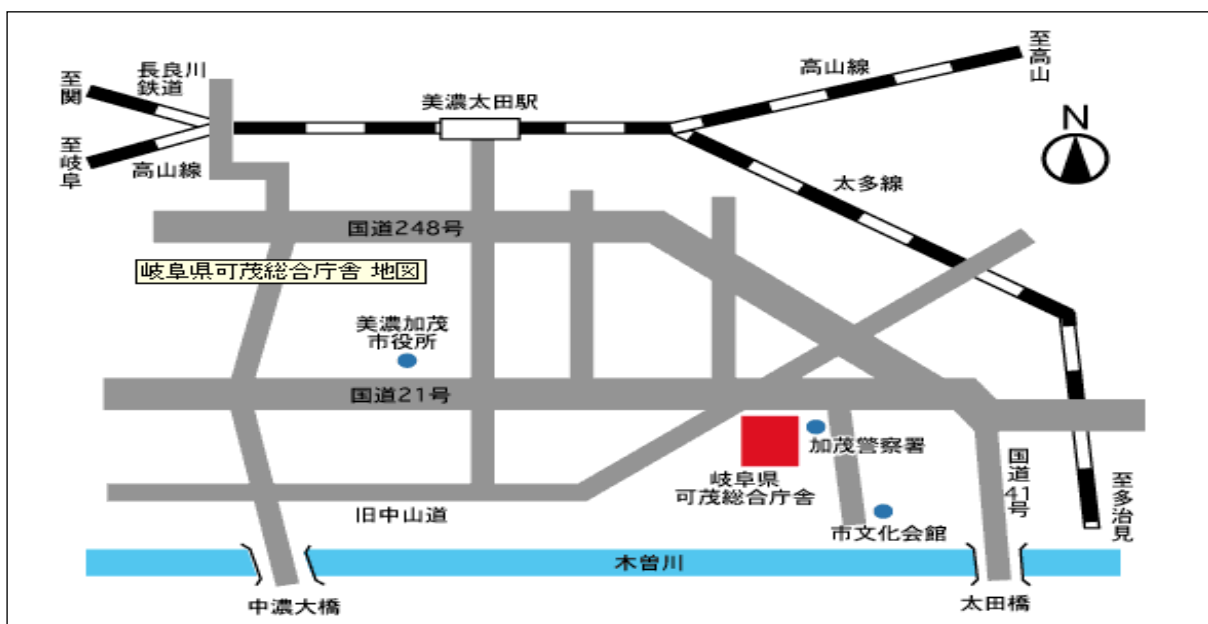 至高山
長良川
鉄道
高山線
至関
美濃太田駅
N
至岐阜
高山線
太多線
国道248号
岐阜県可茂総合庁舎 地図
美濃加茂
市役所
国道21号
加茂警察署
国道41号
岐阜県
可茂総合庁舎
至多治見
旧中山道
市文化会館
木曽川
中濃大橋
太田橋